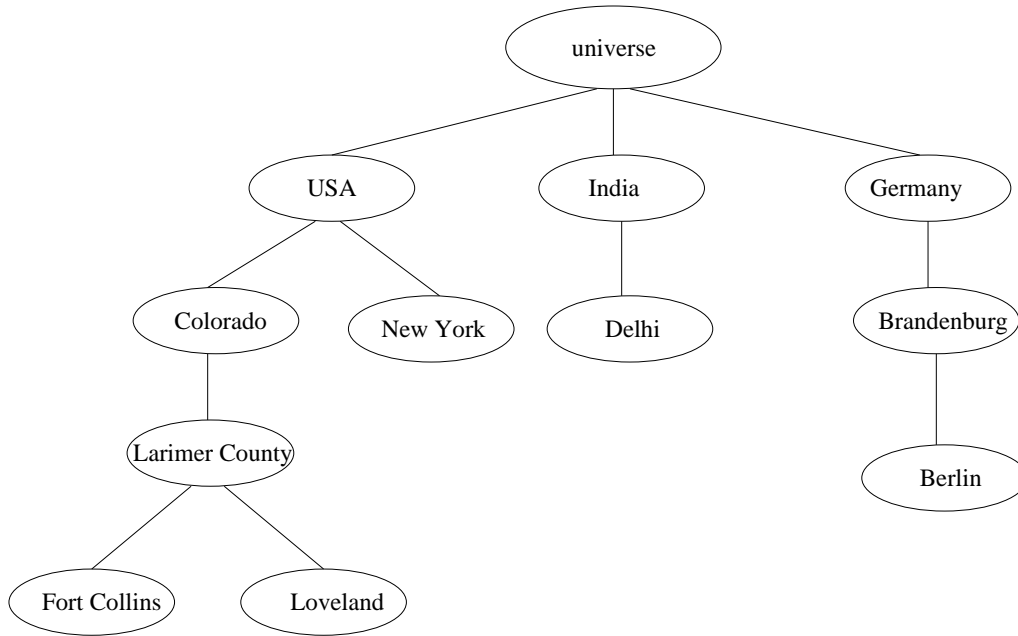 universe
USA
India
Germany
Colorado
New York
Delhi
Brandenburg
Larimer County
Berlin
Fort Collins
Loveland